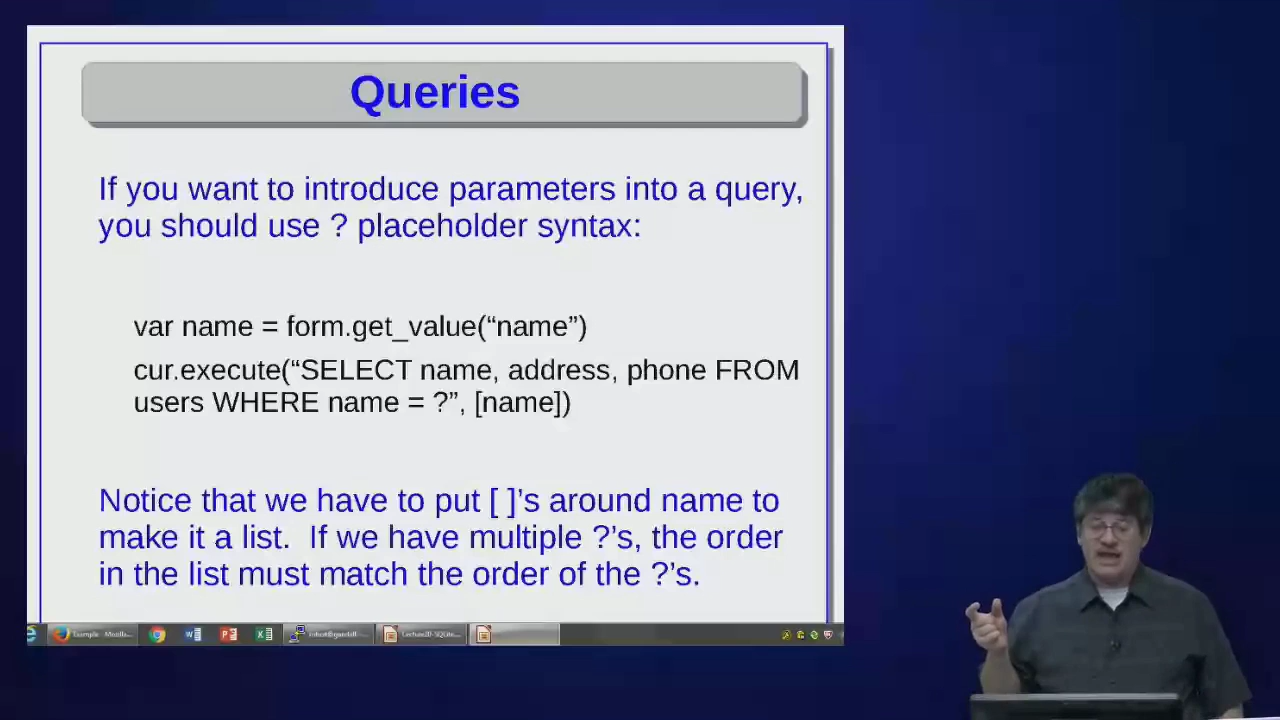 Queries
If you want to introduce parameters into a query,
you should use ? placeholder syntax:
var name = form.get_value(“name”)
cur.execute(“SELECT name, address, phone FROM
users WHERE name = ?”, [name])
Notice that we have to put [ ]’s around name to
make it a list.  If we have multiple ?’s, the order
in the list must match the order of the ?’s.
Example - Mozilla...